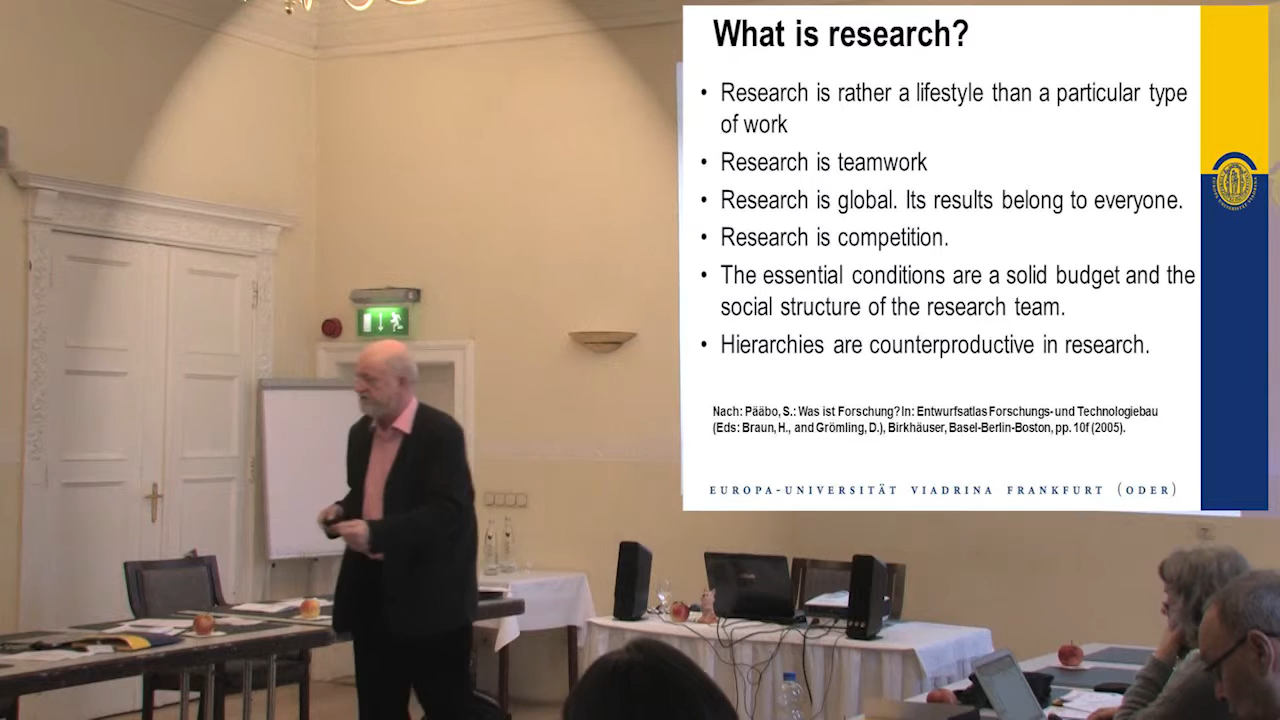 What is research?
• Research is rather a lifestyle than a particular type
of work
• Research is teamwork
• Research is global. Its results belong to everyone.
• Research is competition.
• The essential conditions are a solid budget and the
social structure of the research team.
• Hierarchies are counterproductive in research.
Nach: Pääbo, S.: Was ist Forschung? In: Entwurfsatlas Forschungs- und Technologiebau
(Eds: Braun, H., and Grömling, D.), Birkhäuser, Basel-Berlin-Boston, pp. 10f (2005).
EUROPA-UNIVERSITÄT VIADRINA FRANKFURT (ODER)